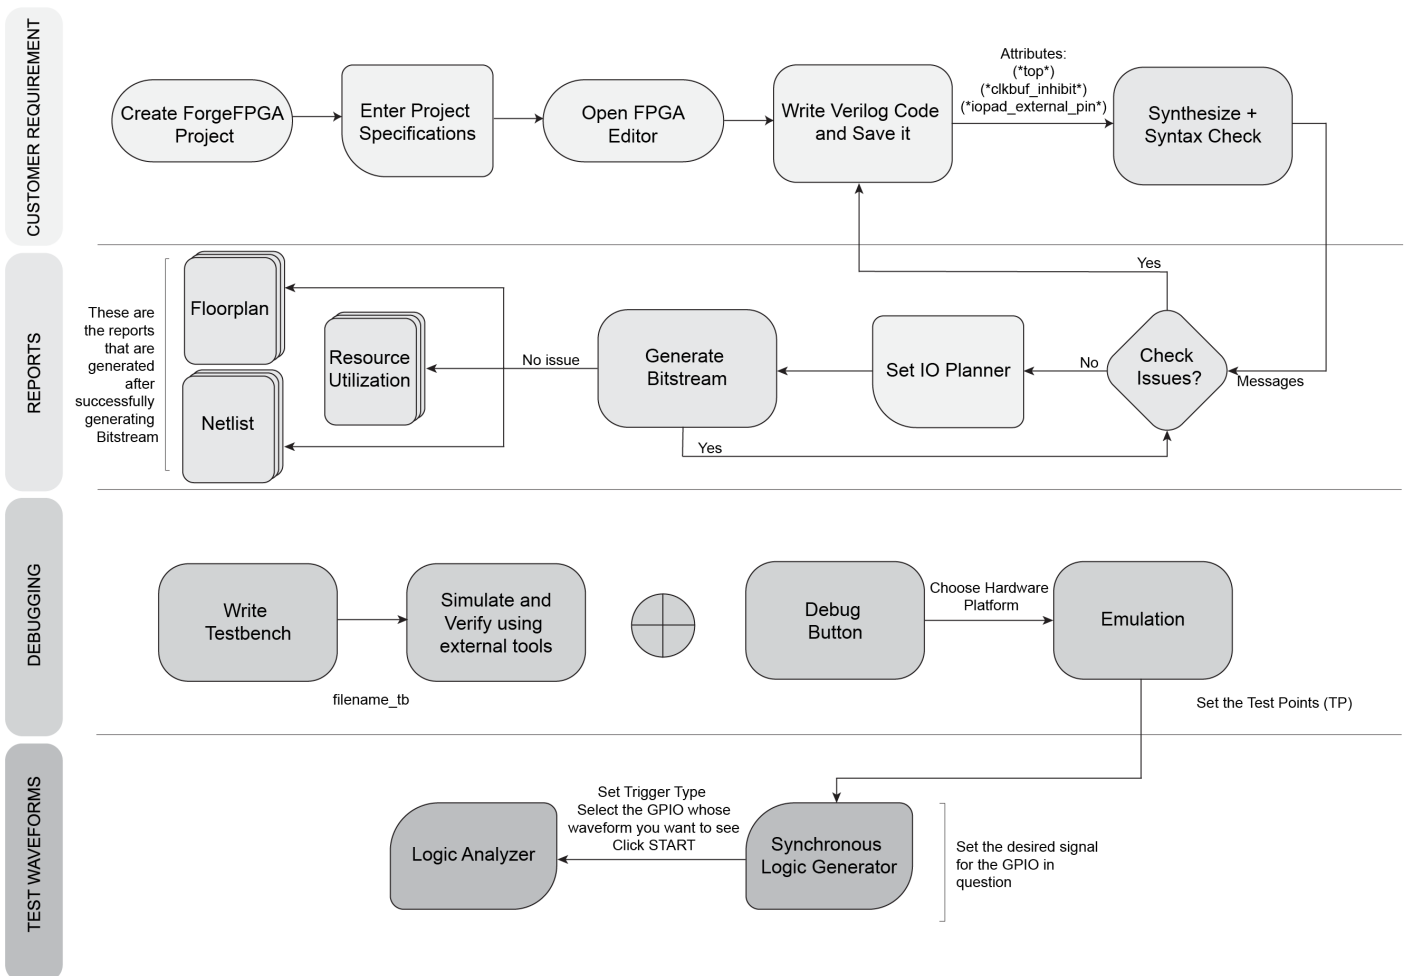 CUSTOMER REQUIREMENT
Create ForgeFPGA
Project
Enter Project
Specifications
Open FPGA
Editor
Write Verilog Code
and Save it
Attributes:
(*top*)
(*clkbuf_inhibit*)
(*iopad_external_pin*)
Synthesize +
Syntax Check
REPORTS
These are
the reports
that are
generated
after
successfully
generating
Bitstream
Floorplan
Netlist
Resource
Utilization
No issue
Generate
Bitstream
Yes
Set IO Planner
No
Check
Issues?
Yes
Messages
DEBUGGING
Write
Testbench
filename_tb
Simulate and
Verify using
external tools
Debug
Button
Choose Hardware
Platform
Emulation
Set the Test Points (TP)
TEST WAVEFORMS
Logic Analyzer
Set Trigger Type
Select the GPIO whose
waveform you want to see
Click START
Synchronous
Logic Generator
Set the desired signal
for the GPIO in
question